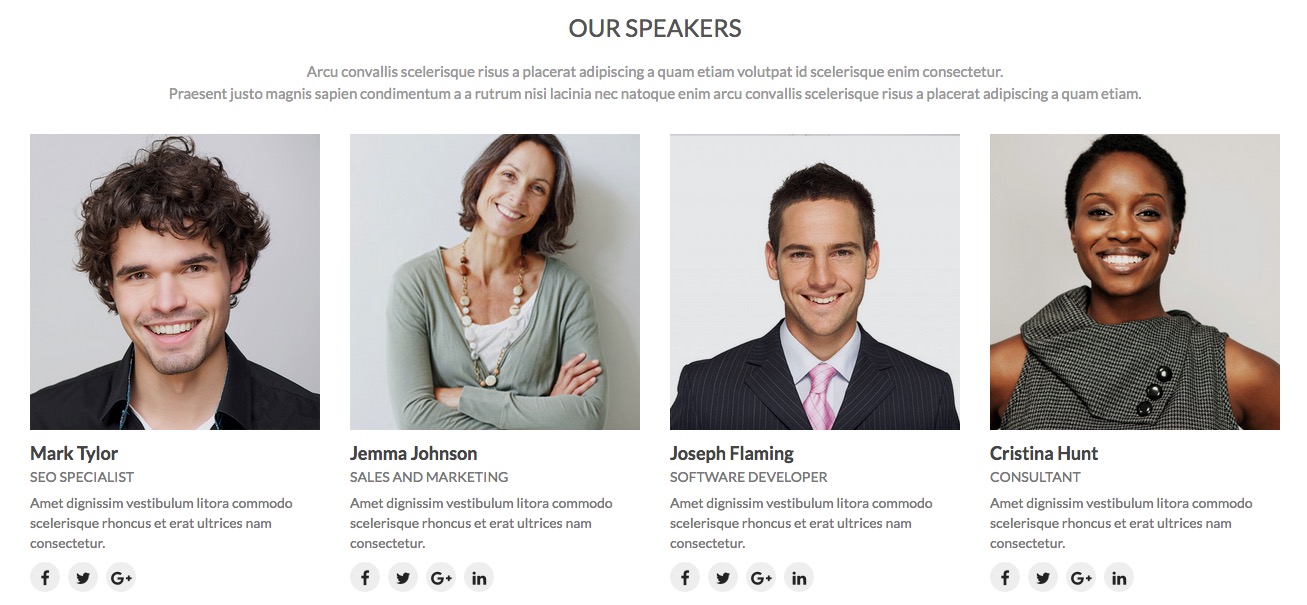 OUR SPEAKERS
Arcu convallis scelerisque risus a placerat adipiscing a quam etiam volutpat id scelerisque enim consectetur.
Praesent justo magnis sapien condimentum a a rutrum nisi lacinia nec natoque enim arcu convallis scelerisque risus a placerat adipiscing a quam etiam.
Mark Tylor
SEO SPECIALIST
Amet dignissim vestibulum litora commodo
scelerisque rhoncus et erat ultrices nam
consectetur.
f G+
Jemma Johnson
SALES AND MARKETING
Amet dignissim vestibulum litora commodo
scelerisque rhoncus et erat ultrices nam
consectetur.
f G+ in
Joseph Flaming
SOFTWARE DEVELOPER
Amet dignissim vestibulum litora commodo
scelerisque rhoncus et erat ultrices nam
consectetur.
f G+ in
Cristina Hunt
CONSULTANT
Amet dignissim vestibulum litora commodo
scelerisque rhoncus et erat ultrices nam
consectetur.
f G+ in